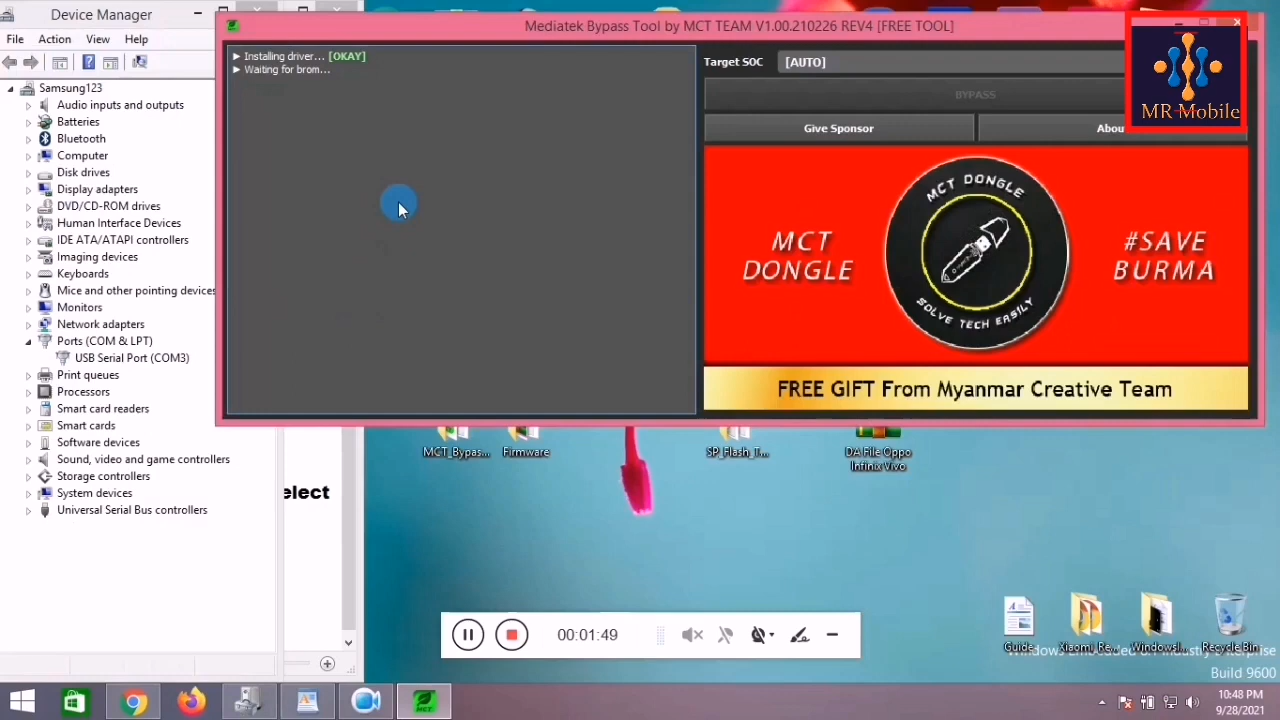 Device Manager
File Action View Help
Samsung123
Audio inputs and outputs
Batteries
Bluetooth
Computer
Disk drives
Display adapters
DVD/CD-ROM drives
Human Interface Devices
IDE ATA/ATAPI controllers
Imaging devices
Keyboards
Mice and other pointing devices
Monitors
Network adapters
Ports (COM & LPT)
USB Serial Port (COM3)
Print queues
Processors
Smart card readers
Smart cards
Software devices
Sound, video and game controllers
Storage controllers
System devices
Universal Serial Bus controllers
elect
Mediatek Bypass Tool by MCT TEAM V1.00.210226 REV4 [FREE TOOL]
Installing driver... [OKAY]
Waiting for brom...
Target SOC [AUTO]
BYPASS
Give Sponsor Abou
MR Mobile
MCT DONGLE
SOLVE TECH EASILY
MCT
DONGLE
#SAVE
BURMA
FREE GIFT From Myanmar Creative Team
MCT_Bypas...
Firmware
SP_Flash_T...
DA File Oppo
Infinix Vivo
00:01:49
Guide
Xiaomi_Re...
WindowsI...
Recycle Bin
Build 9600
MCT
10:48 PM
9/28/2021